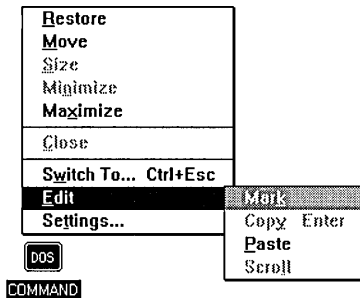 Restore
Move
Size
Minimize
Maximize
Close
Switch To... Ctrl+Esc
Edit
Settings...
Mark
Copy Enter
Paste
Scroll
DOS
COMMAND